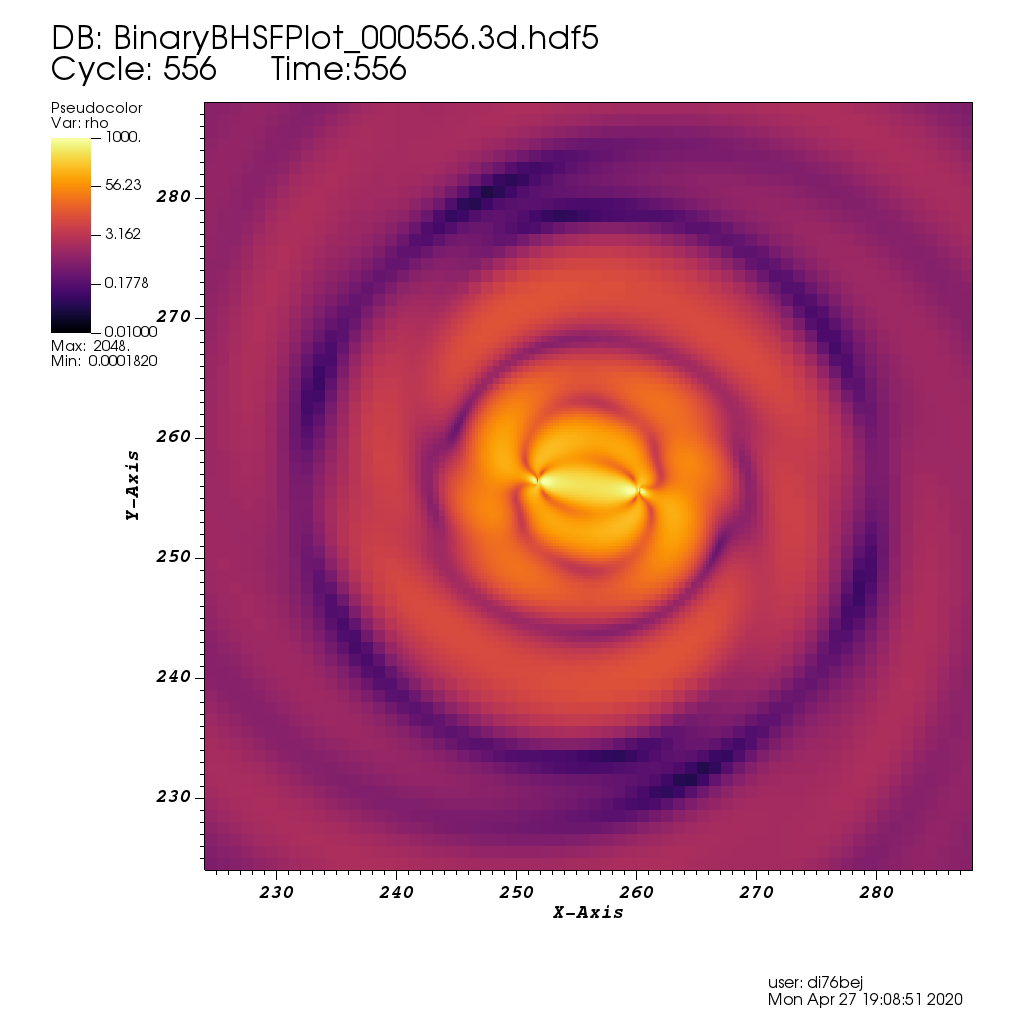 DB: BinaryBHSFPlot_000556.3d.hdf5
Cycle: 556 Time:556
Pseudocolor
Var: rho
1000.
56.23
3.162
0.1778
0.01000
Max: 2048.
Min: 0.0001820
280
270
260
250
240
230
Y-Axis
230 240 250 260 270 280
X-Axis
user: di76bej
Mon Apr 27 19:08:51 2020